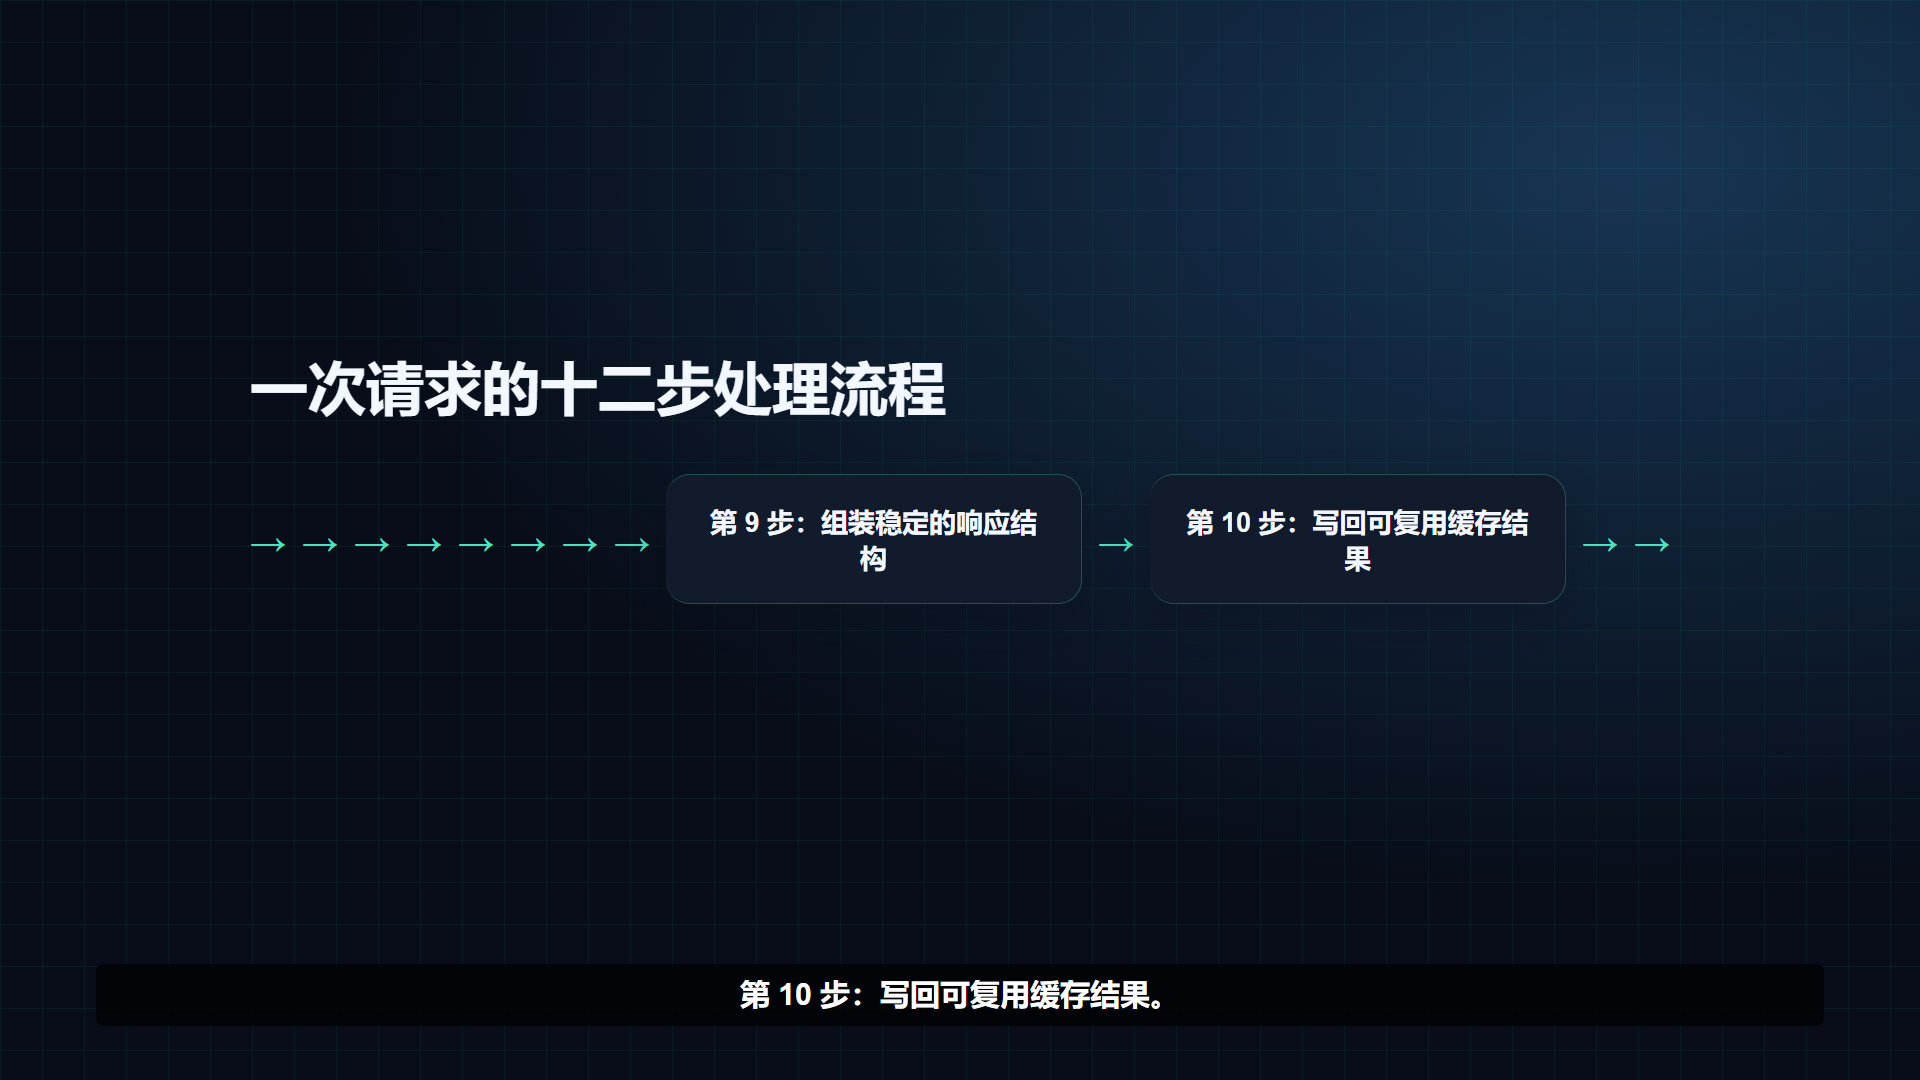 一次请求的十二步处理流程
→ → → → → → → →
第 9 步：组装稳定的响应结
构
→
第 10 步：写回可复用缓存结
果
→ →
第 10 步：写回可复用缓存结果。